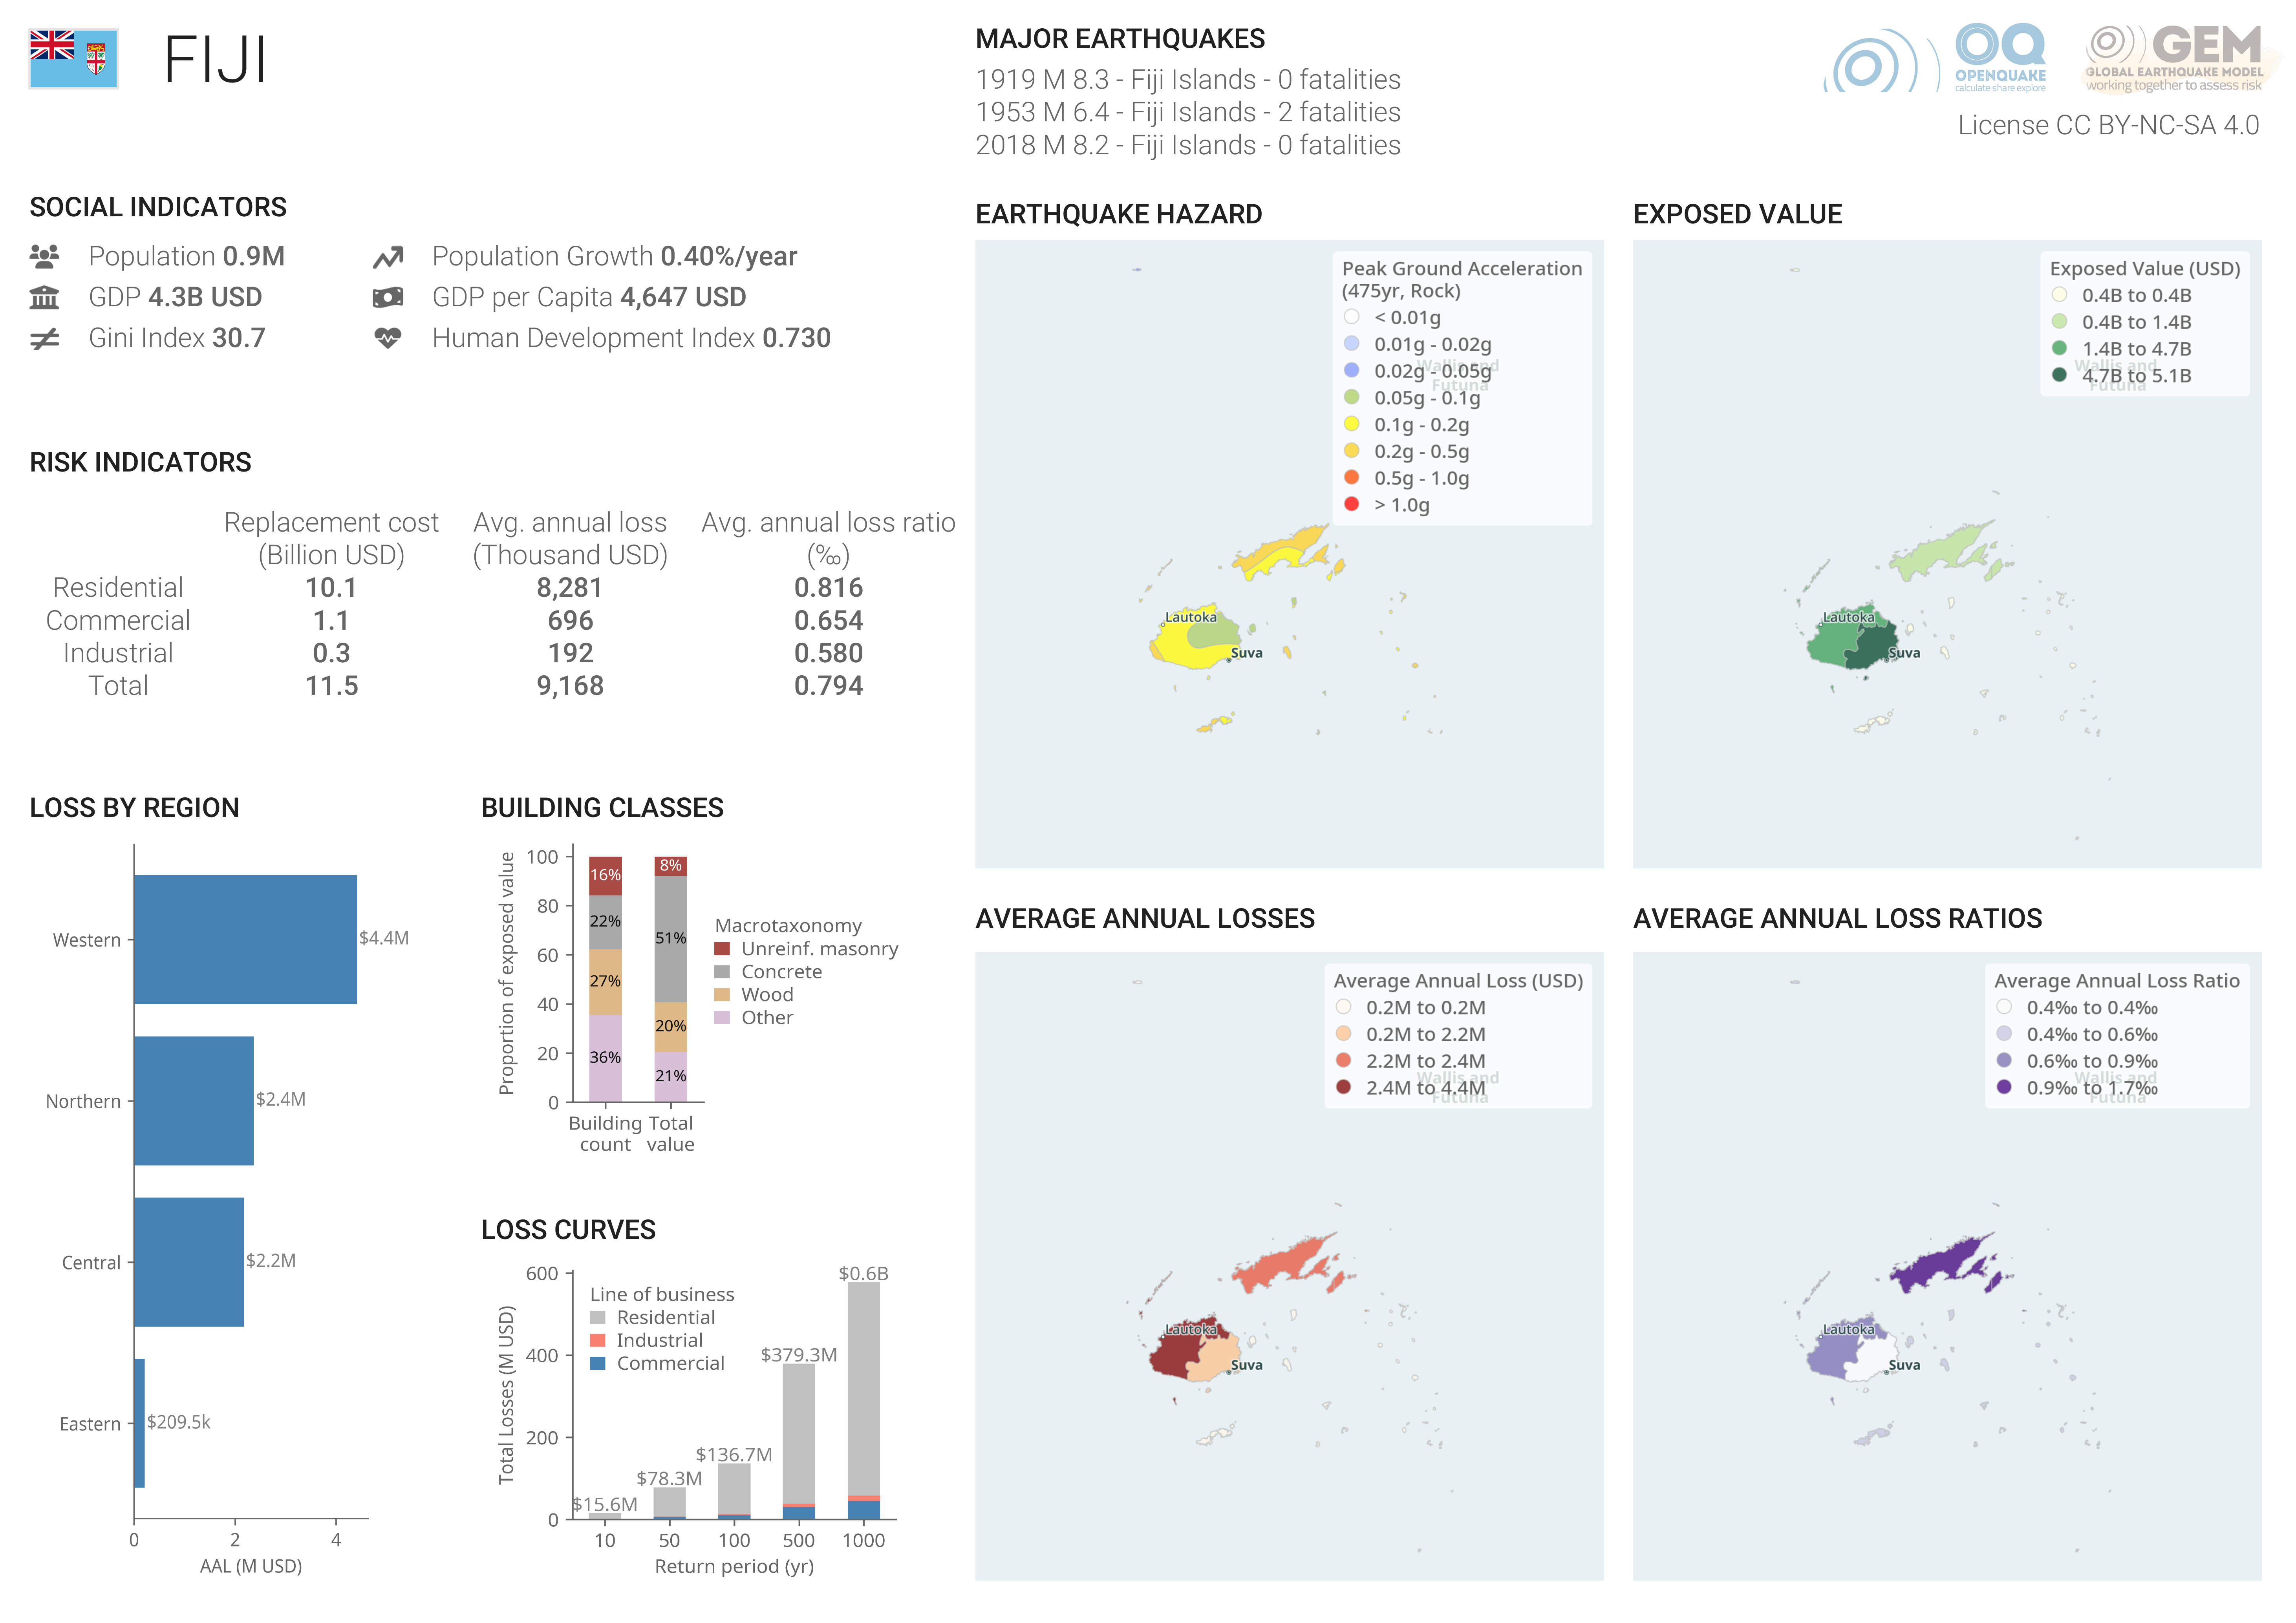 FIJI
MAJOR EARTHQUAKES
1919 M 8.3 - Fiji Islands - 0 fatalities
1953 M 6.4 - Fiji Islands - 2 fatalities
2018 M 8.2 - Fiji Islands - 0 fatalities
OQ
OPENQUAKE
calculate share explore
GEM
GLOBAL EARTHQUAKE MODEL
working together to assess risk
License CC BY-NC-SA 4.0
SOCIAL INDICATORS
Population 0.9M
Population Growth 0.40%/year
GDP 4.3B USD
GDP per Capita 4,647 USD
Gini Index 30.7
Human Development Index 0.730
RISK INDICATORS
Replacement cost (Billion USD) Avg. annual loss (Thousand USD) Avg. annual loss ratio (‰)
Residential 10.1 8,281 0.816
Commercial 1.1 696 0.654
Industrial 0.3 192 0.580
Total 11.5 9,168 0.794
LOSS BY REGION
Western $4.4M
Northern $2.4M
Central $2.2M
Eastern $209.5k
0 2 4
AAL (M USD)
BUILDING CLASSES
Proportion of exposed value
100
80
60
40
20
0
16%
22%
27%
36%
8%
51%
20%
21%
Building count
Total value
Macrotaxonomy
Unreinf. masonry
Concrete
Wood
Other
LOSS CURVES
Total Losses (M USD)
600
400
200
0
Line of business
Residential
Industrial
Commercial
$15.6M
$78.3M
$136.7M
$379.3M
$0.6B
10 50 100 500 1000
Return period (yr)
EARTHQUAKE HAZARD
Peak Ground Acceleration
(475yr, Rock)
< 0.01g
0.01g - 0.02g
0.02g - 0.05g
0.05g - 0.1g
0.1g - 0.2g
0.2g - 0.5g
0.5g - 1.0g
> 1.0g
Wallis and
Futuna
Lautoka
Suva
EXPOSED VALUE
Exposed Value (USD)
0.4B to 0.4B
0.4B to 1.4B
1.4B to 4.7B
4.7B to 5.1B
Wallis and
Futuna
Lautoka
Suva
AVERAGE ANNUAL LOSSES
Average Annual Loss (USD)
0.2M to 0.2M
0.2M to 2.2M
2.2M to 2.4M
2.4M to 4.4M
Wallis and
Futuna
Lautoka
Suva
AVERAGE ANNUAL LOSS RATIOS
Average Annual Loss Ratio
0.4‰ to 0.4‰
0.4‰ to 0.6‰
0.6‰ to 0.9‰
0.9‰ to 1.7‰
Wallis and
Futuna
Lautoka
Suva